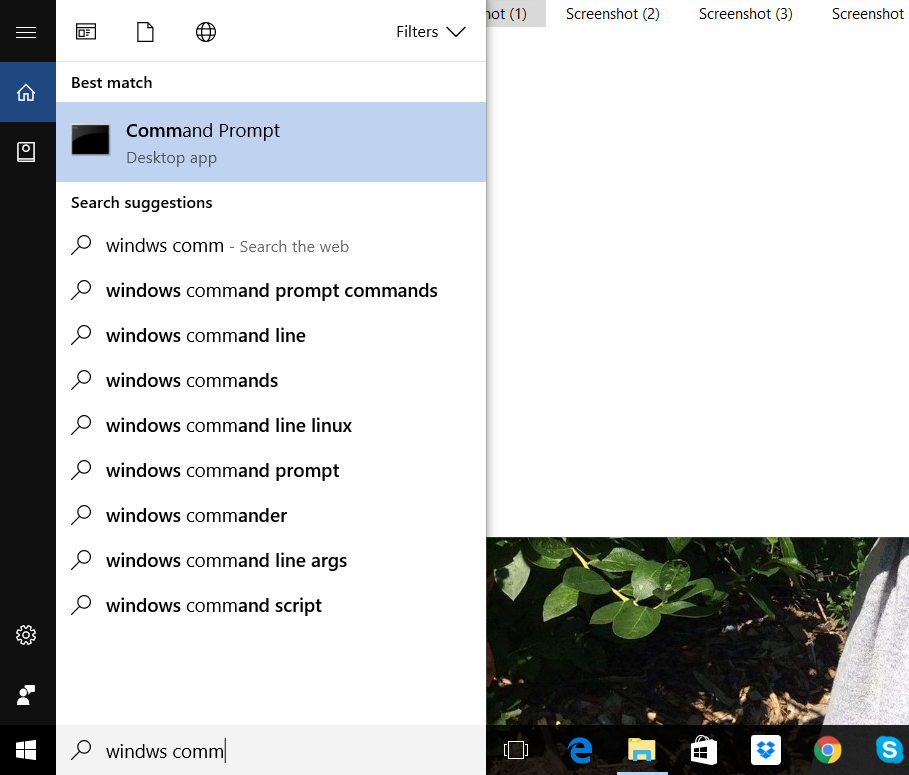 Filters
hot (1) Screenshot (2) Screenshot (3) Screenshot
Best match
Command Prompt
Desktop app
Search suggestions
windws comm - Search the web
windows command prompt commands
windows command line
windows commands
windows command line linux
windows command prompt
windows commander
windows command line args
windows command script
windws comm